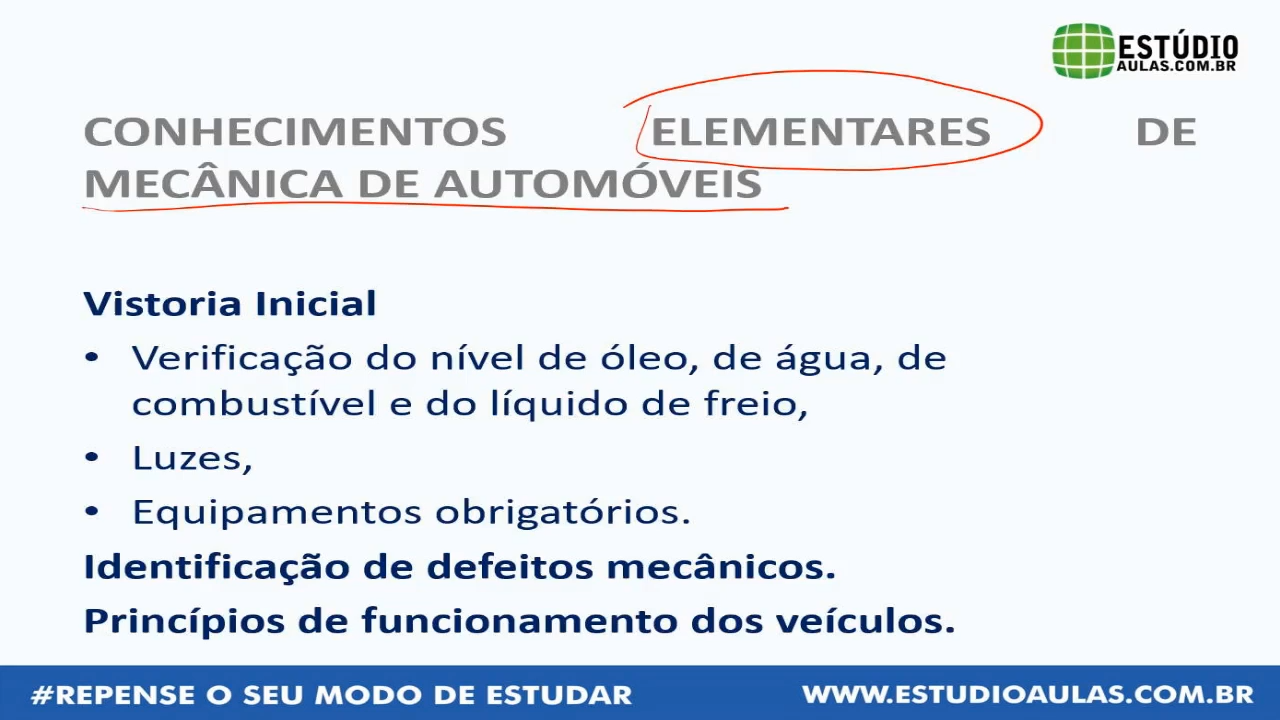 ESTÚDIO
AULAS.COM.BR
CONHECIMENTOS ELEMENTARES DE
MECÂNICA DE AUTOMÓVEIS
Vistoria Inicial
• Verificação do nível de óleo, de água, de
combustível e do líquido de freio,
• Luzes,
• Equipamentos obrigatórios.
Identificação de defeitos mecânicos.
Princípios de funcionamento dos veículos.
#REPENSE O SEU MODO DE ESTUDAR WWW.ESTUDIOAULAS.COM.BR